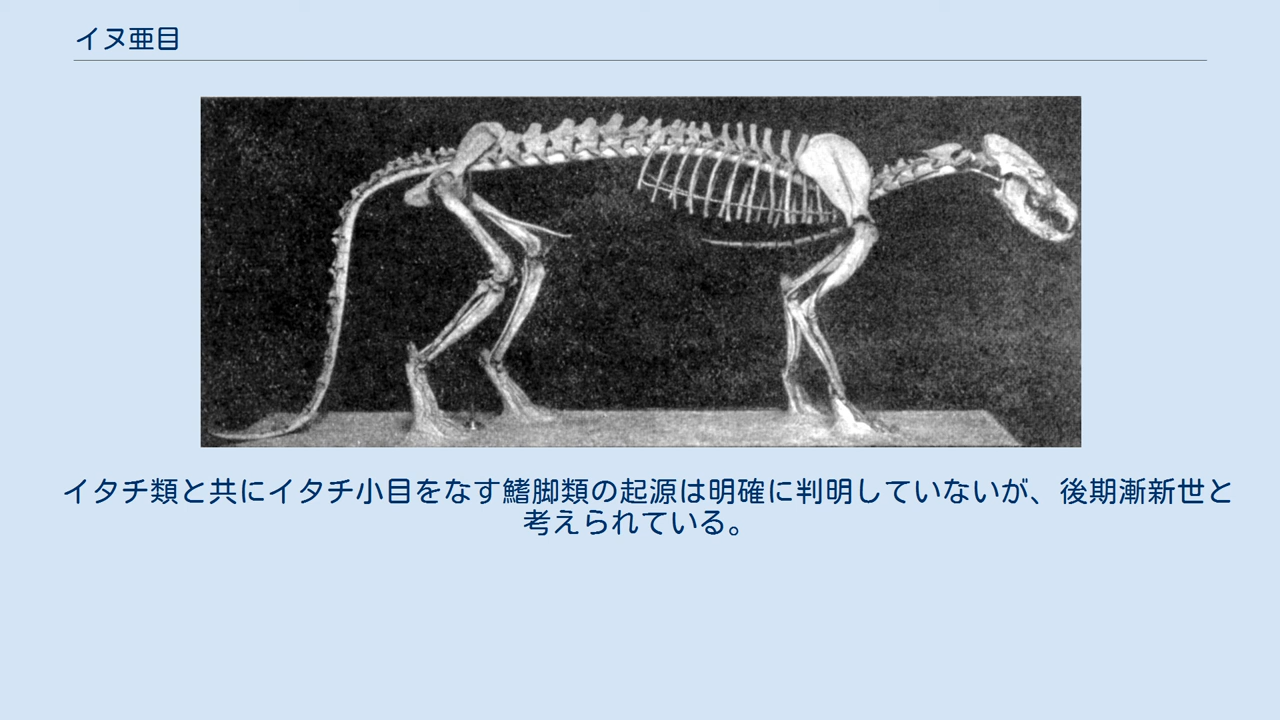 イヌ亜目
イタチ類と共にイタチ小目をなす鰭脚類の起源は明確に判明していないが、後期漸新世と
考えられている。